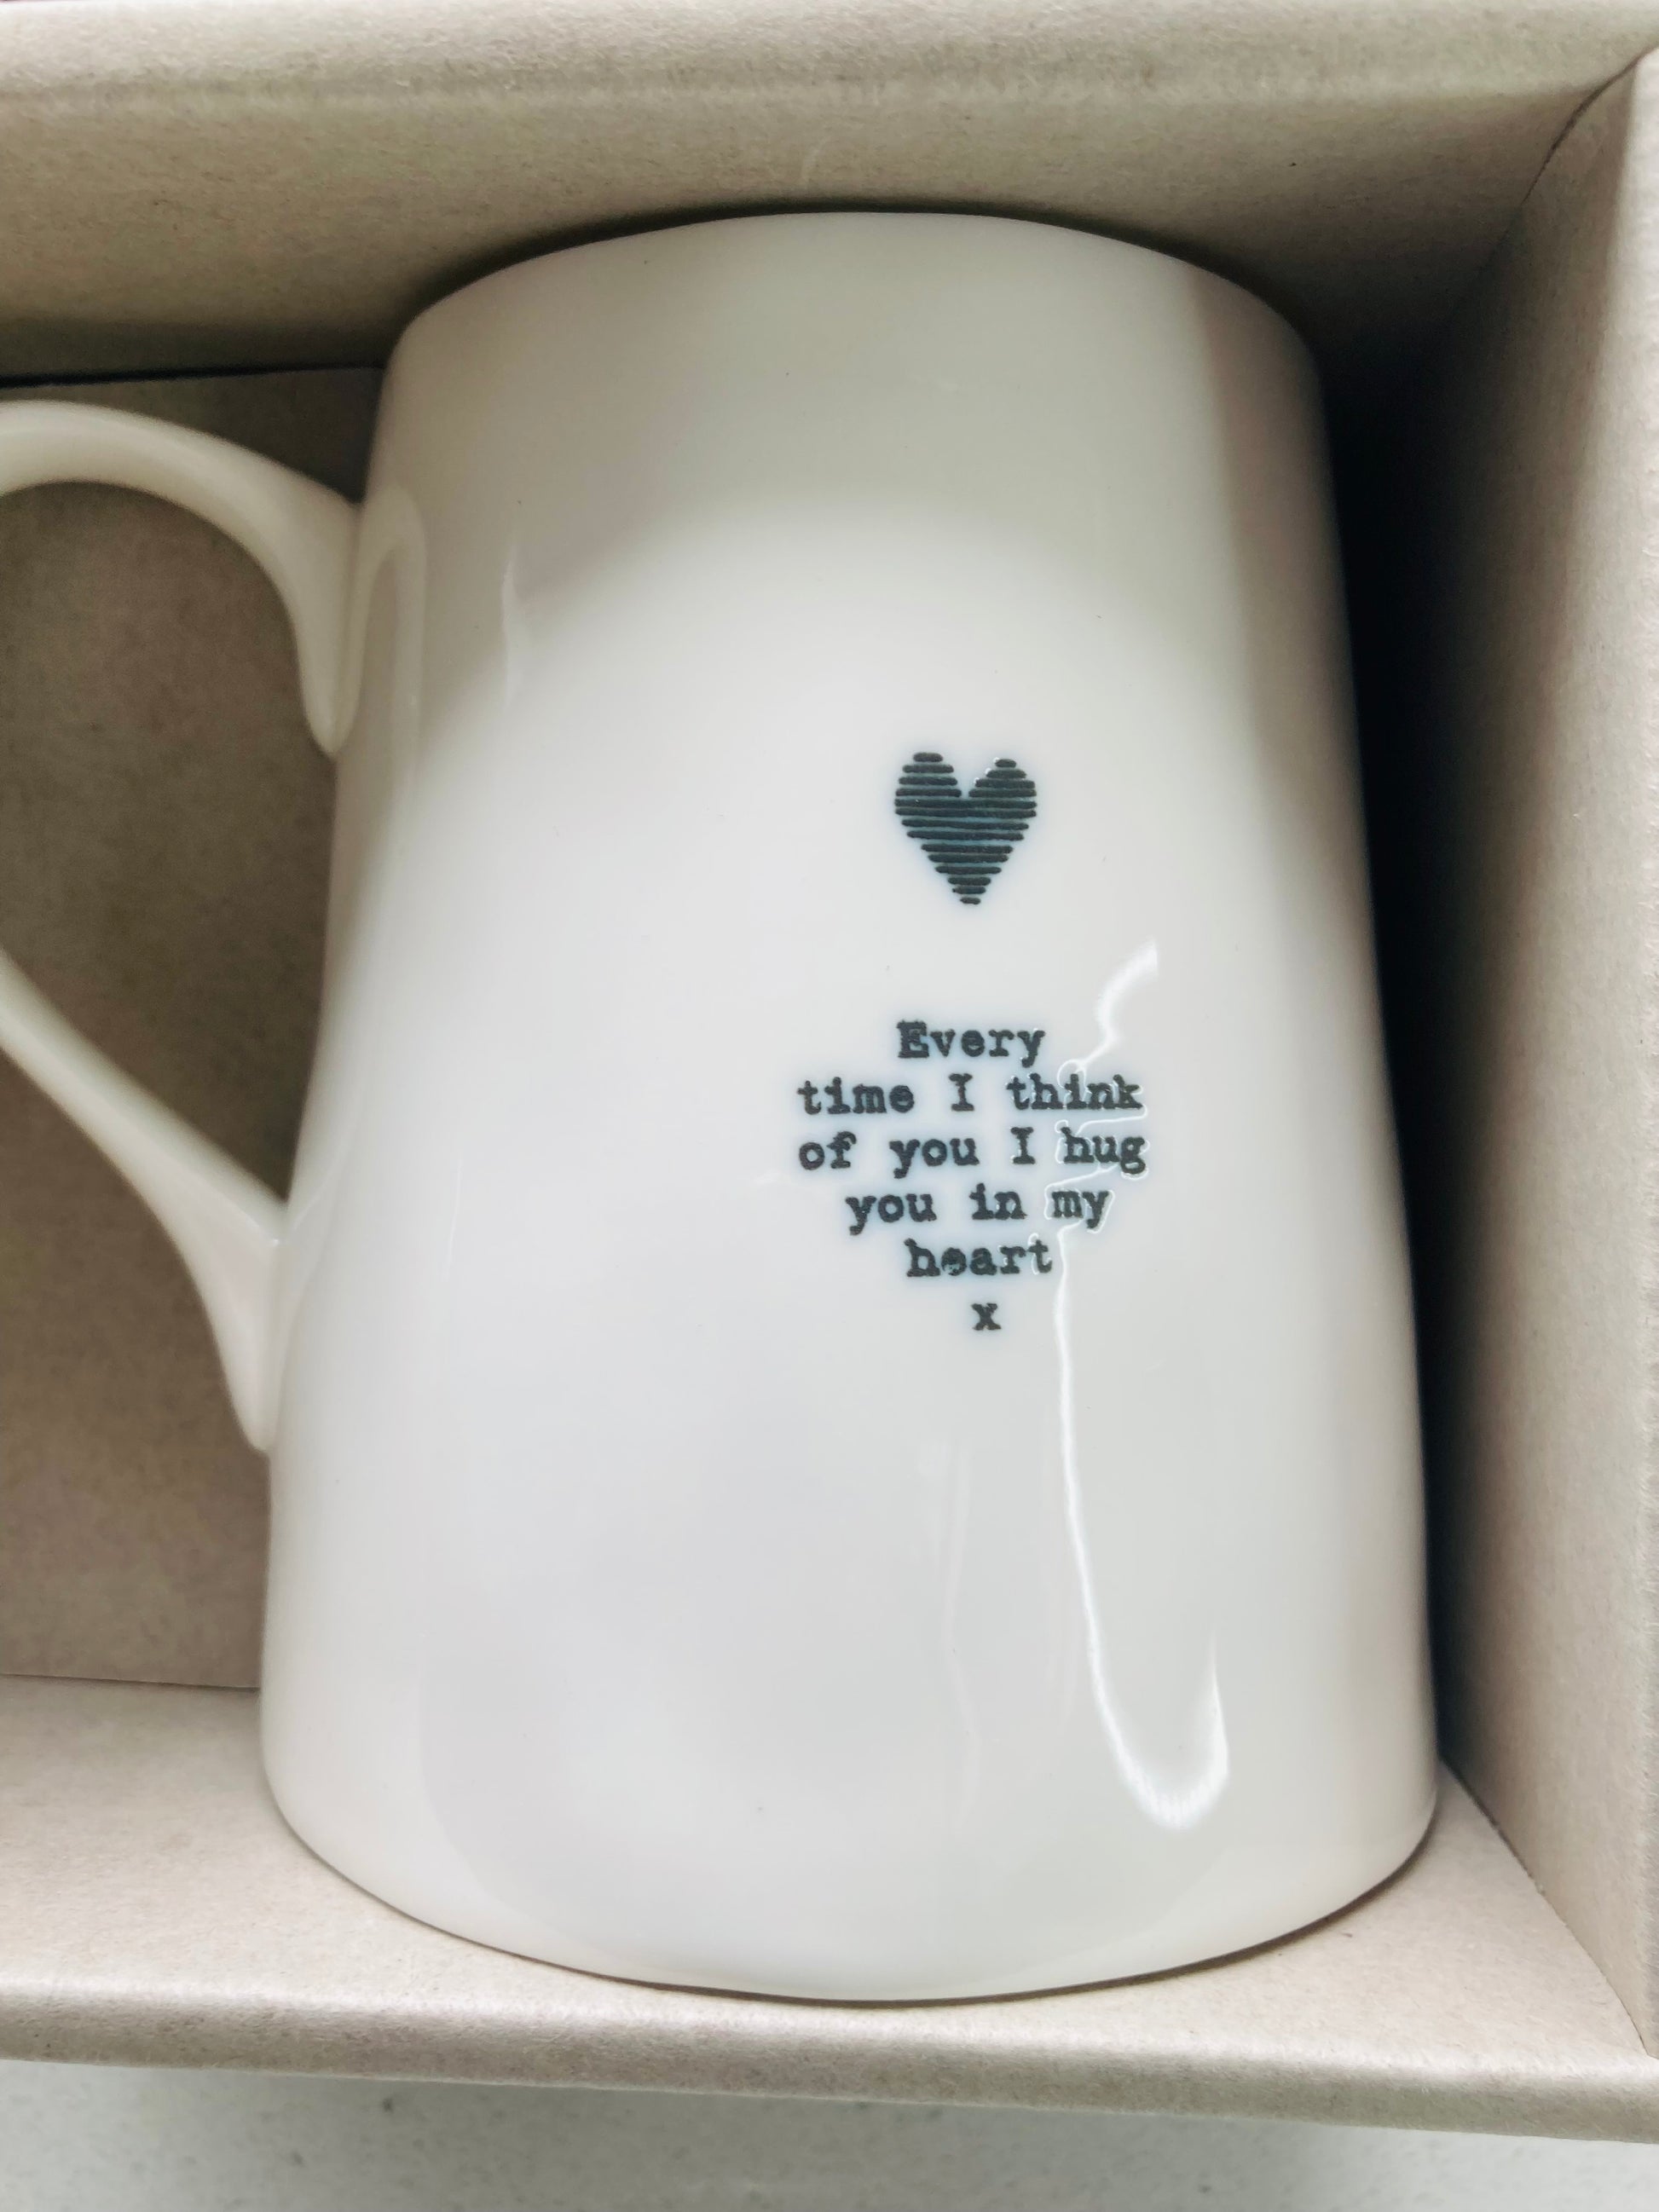 Every
time I think
of you I hug
you in my
heart
x